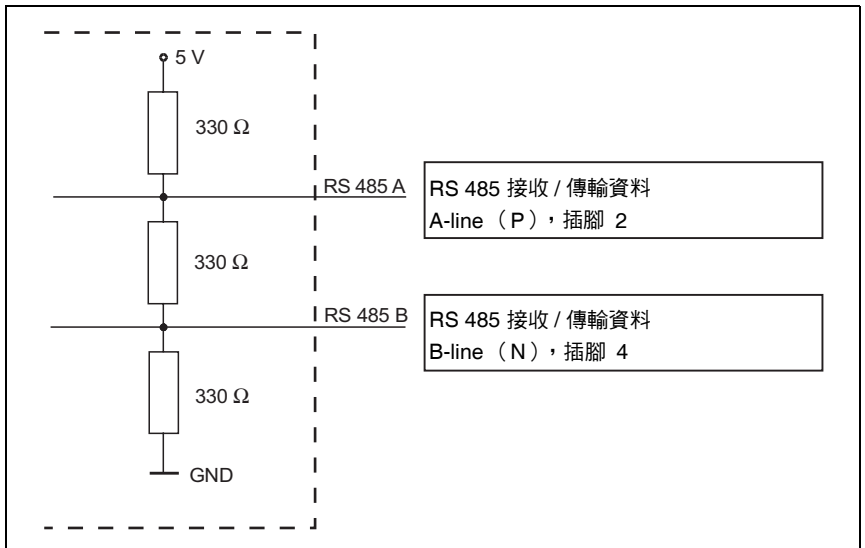 5 V
330 Ω
RS 485 A
RS 485 接收 / 傳輸資料
A-line （P），插腳 2
330 Ω
RS 485 B
RS 485 接收 / 傳輸資料
B-line （N），插腳 4
330 Ω
GND